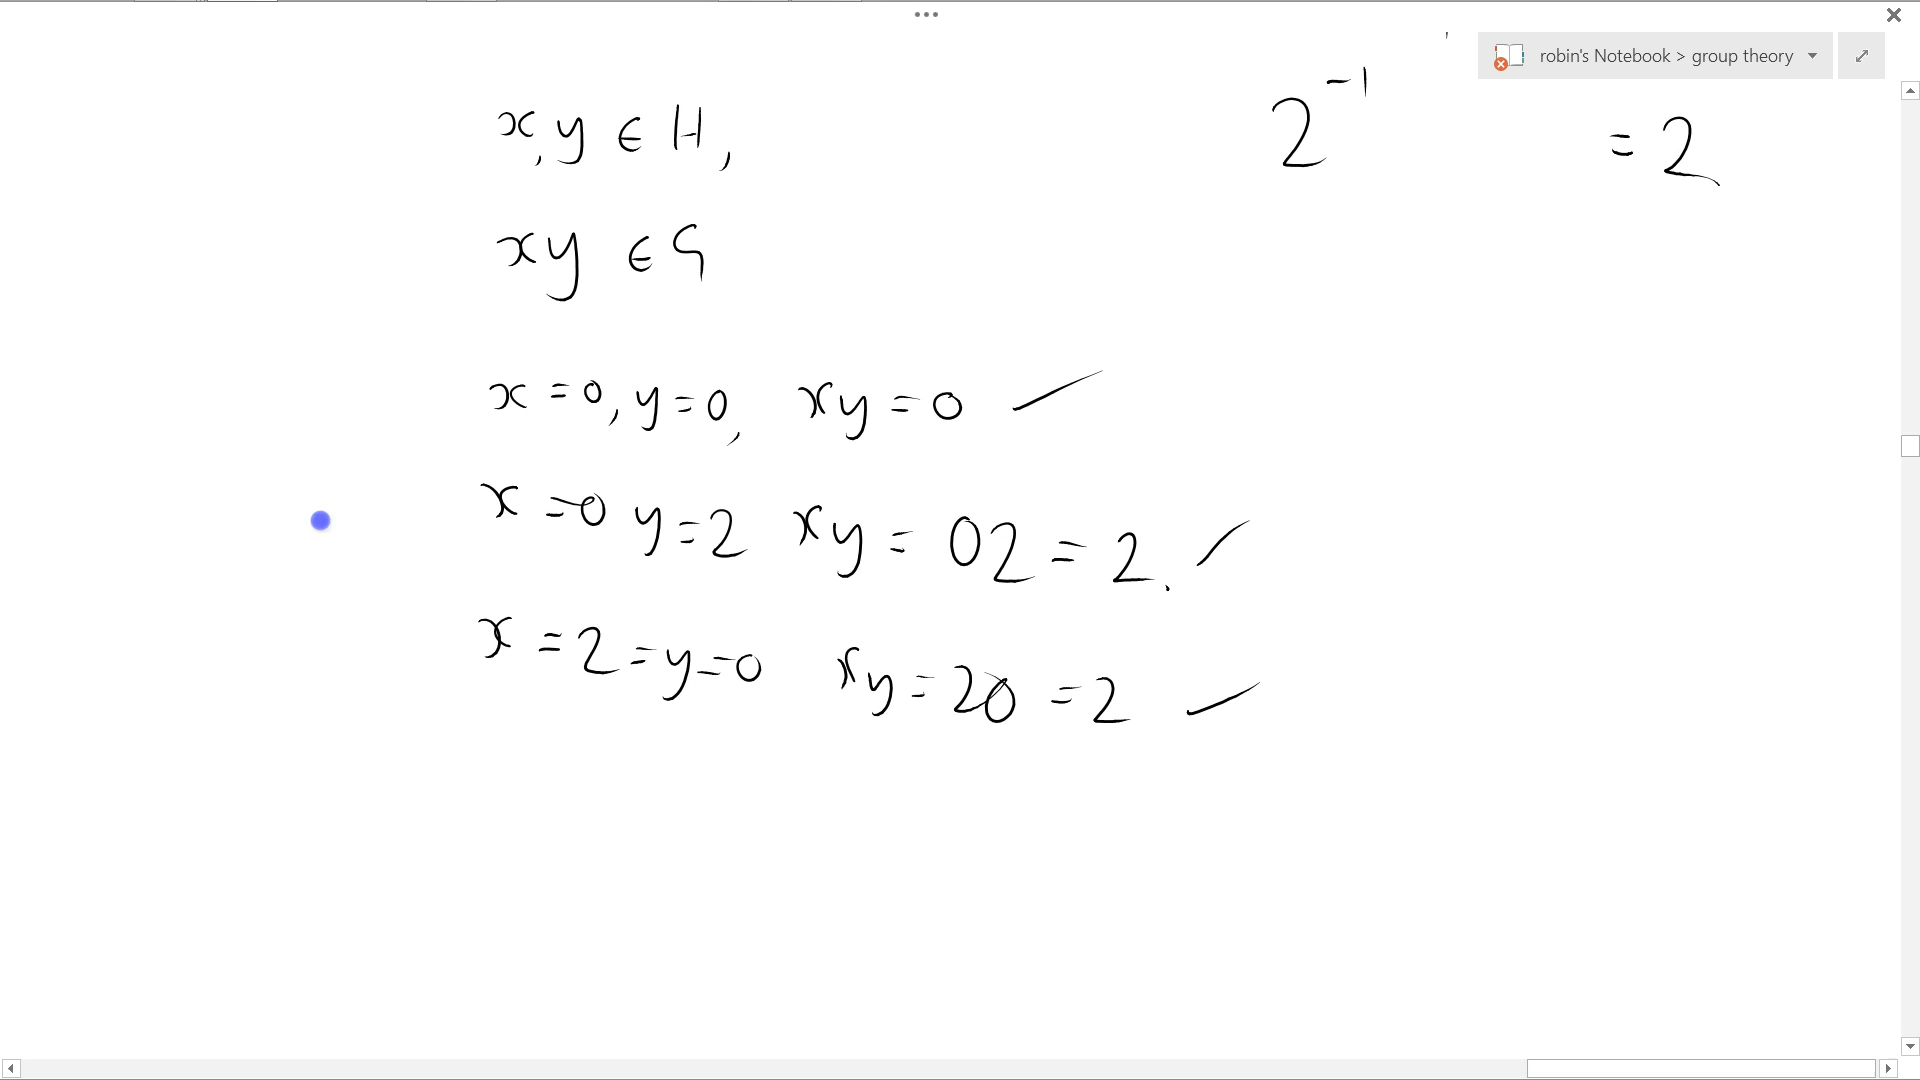 robin's Notebook > group theory
x, y ∈ H,
2⁻¹ = 2
xy ∈ G
x = 0, y = 0, xy = 0 ✓
x = 0 y = 2 xy = 02 = 2. ✓
x = 2 = y = 0 xy = 20 = 2 ✓